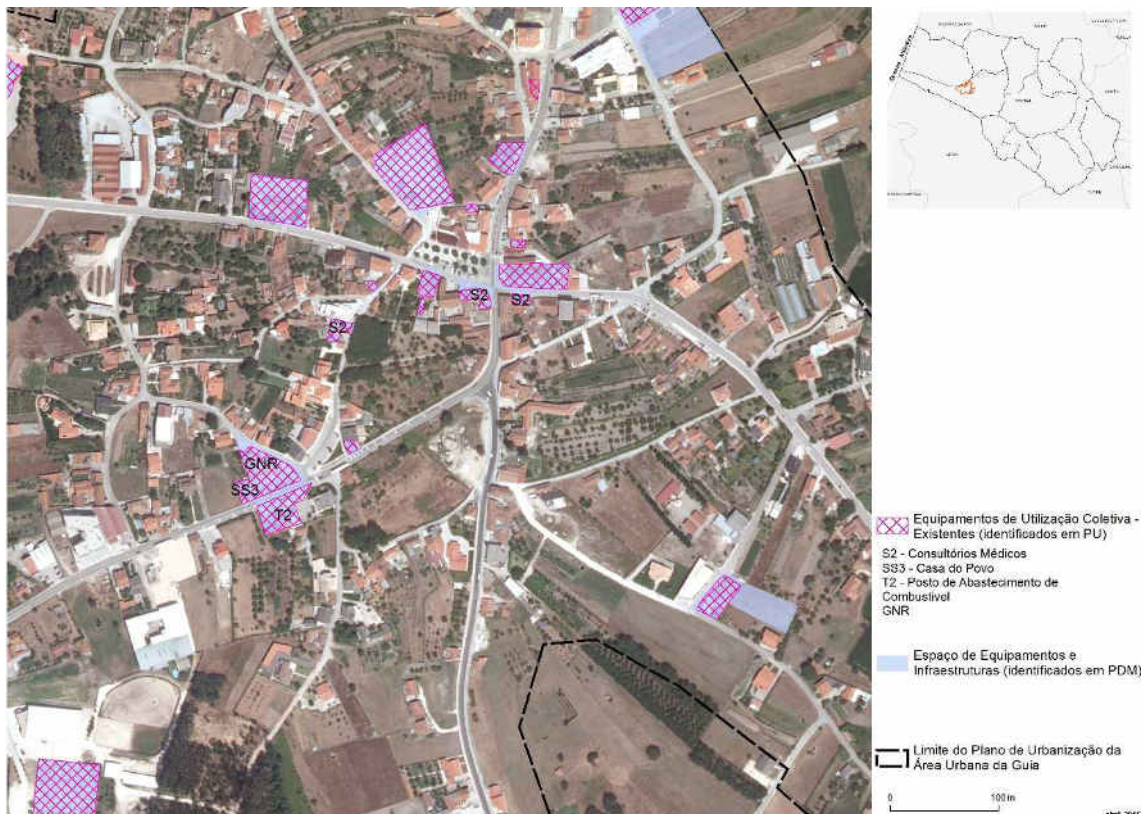 S2
S2
S2
GNR
SS3
T2
Equipamentos de Utilização Coletiva -
Existentes (identificados em PU)
S2 - Consultórios Médicos
SS3 - Casa do Povo
T2 - Posto de Abastecimento de
Combustível
GNR
Espaço de Equipamentos e
Infraestruturas (identificados em PDM)
Limite do Plano de Urbanização da
Área Urbana da Guia
0 100 m